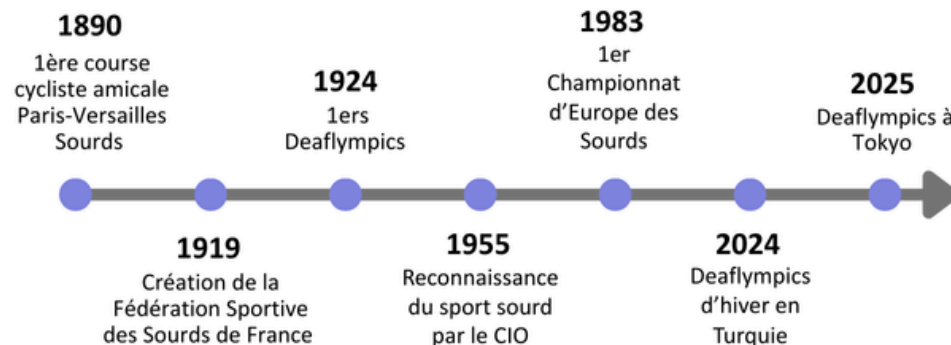 1890
1ère course
cycliste amicale
Paris-Versailles
Sourds
1919
Création de la
Fédération Sportive
des Sourds de France
1924
1ers
Deaflympics
1955
Reconnaissance
du sport sourd
par le CIO
1983
1er
Championnat
d'Europe des
Sourds
2024
Deaflympics
d'hiver en
Turquie
2025
Deaflympics à
Tokyo